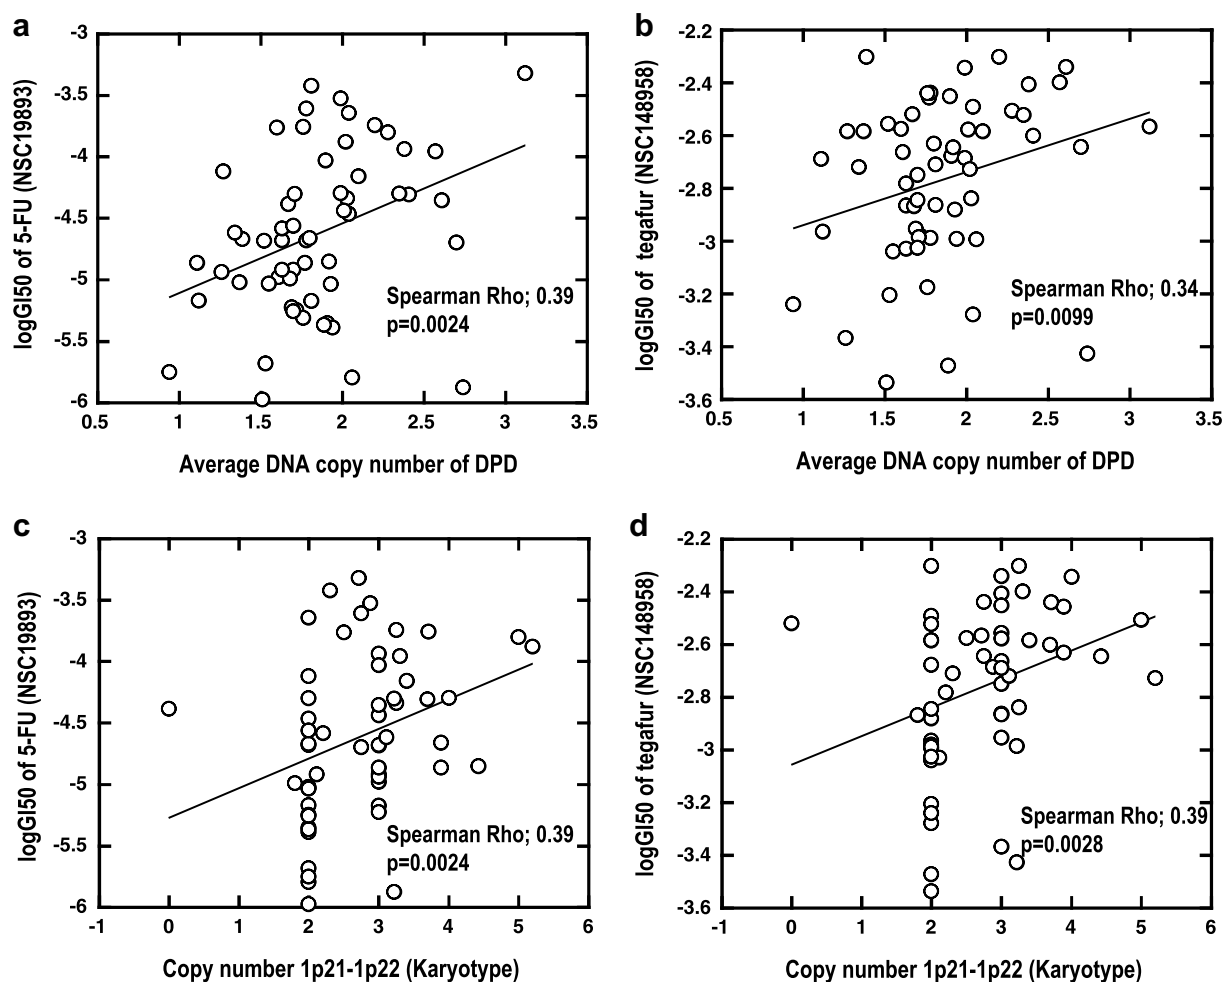 a
-3
-3.5
-4
-4.5
-5
-5.5
-6
logGI50 of 5-FU (NSC19893)
Spearman Rho; 0.39
p=0.0024
0.5 1 1.5 2 2.5 3 3.5
Average DNA copy number of DPD
b
-2.2
-2.4
-2.6
-2.8
-3
-3.2
-3.4
-3.6
logGI50 of tegafur (NSC148958)
Spearman Rho; 0.34
p=0.0099
0.5 1 1.5 2 2.5 3 3.5
Average DNA copy number of DPD
c
-3
-3.5
-4
-4.5
-5
-5.5
-6
logGI50 of 5-FU (NSC19893)
Spearman Rho; 0.39
p=0.0024
-1 0 1 2 3 4 5 6
Copy number 1p21-1p22 (Karyotype)
d
-2.2
-2.4
-2.6
-2.8
-3
-3.2
-3.4
-3.6
logGI50 of tegafur (NSC148958)
Spearman Rho; 0.39
p=0.0028
-1 0 1 2 3 4 5 6
Copy number 1p21-1p22 (Karyotype)